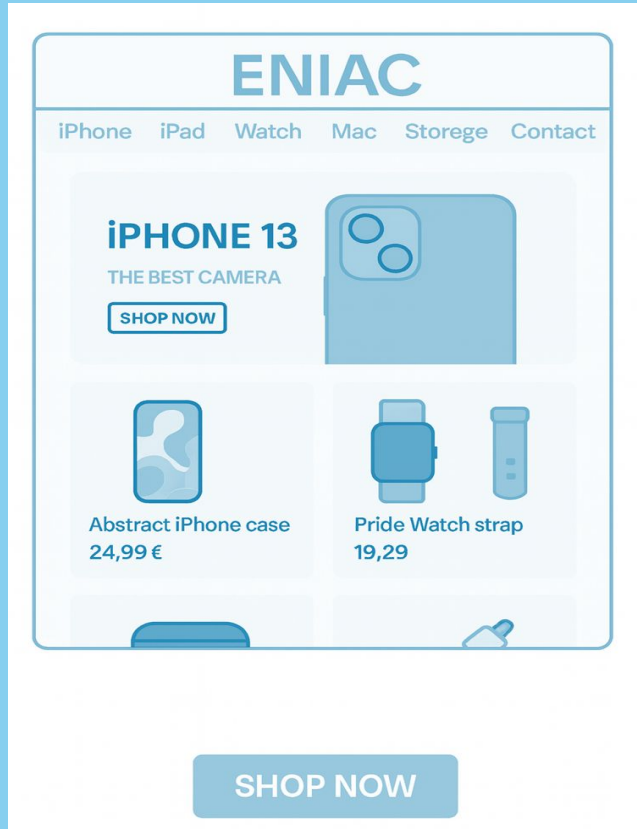 ENIAC
iPhone iPad Watch Mac Storege Contact
iPHONE 13
THE BEST CAMERA
SHOP NOW
Abstract iPhone case
24,99 €
Pride Watch strap
19,29
SHOP NOW